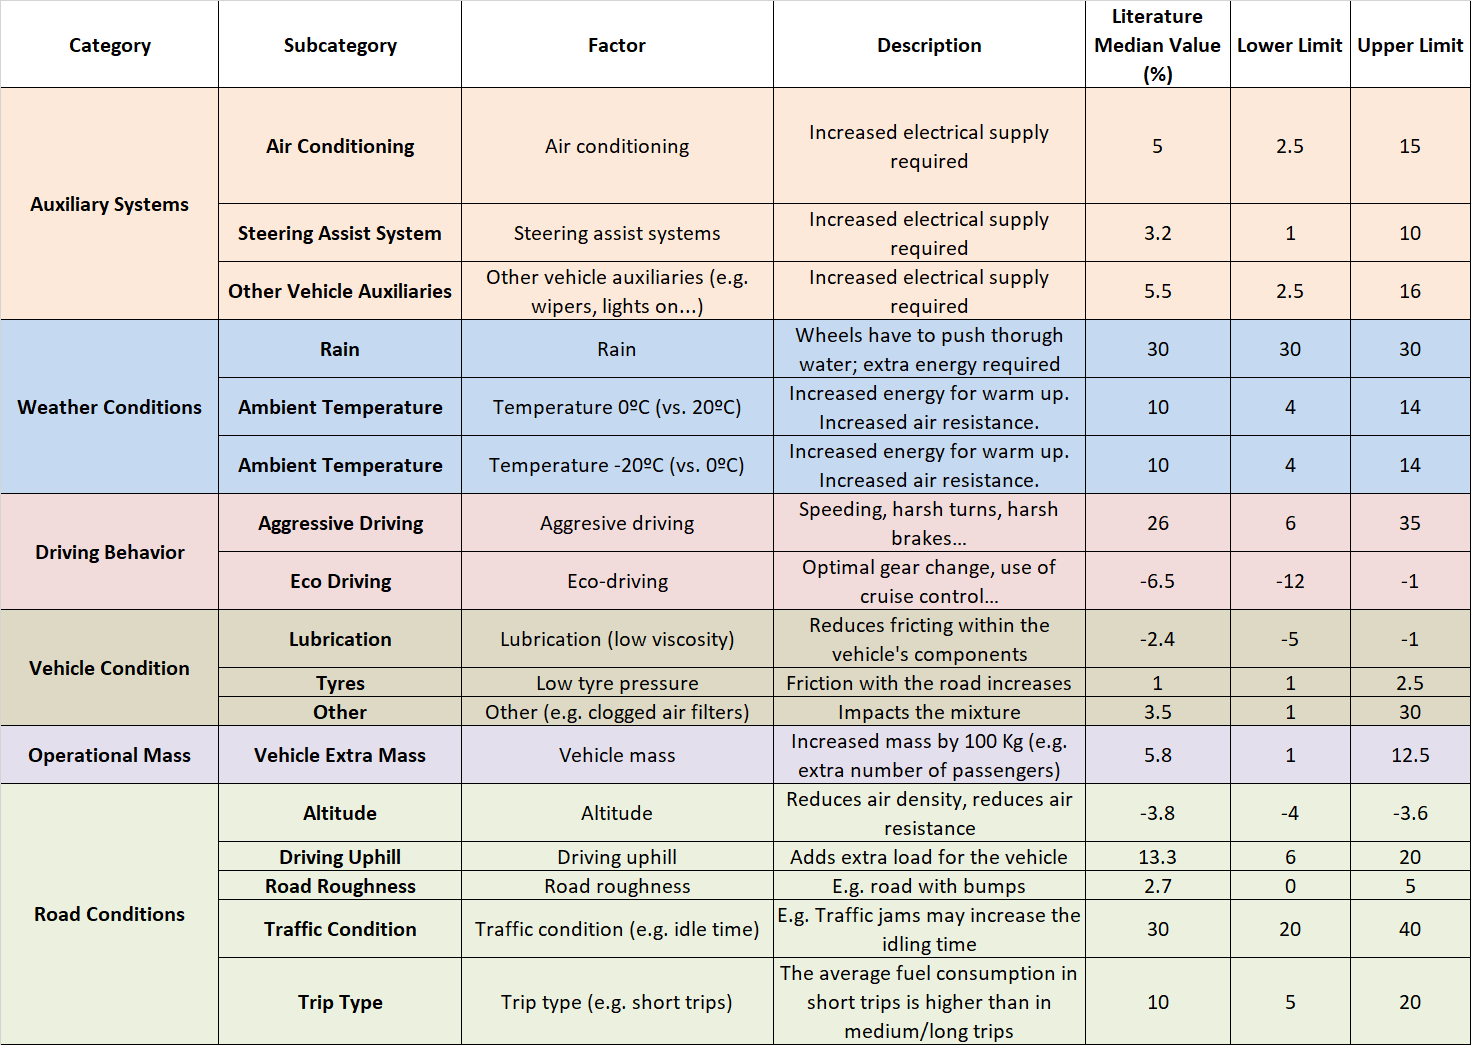 Category Subcategory Factor Description Literature Median Value (%) Lower Limit Upper Limit
Auxiliary Systems
Air Conditioning Air conditioning Increased electrical supply required 5 2.5 15
Steering Assist System Steering assist systems Increased electrical supply required 3.2 1 10
Other Vehicle Auxiliaries Other vehicle auxiliaries (e.g. wipers, lights on...) Increased electrical supply required 5.5 2.5 16
Weather Conditions
Rain Rain Wheels have to push thorugh water; extra energy required 30 30 30
Ambient Temperature Temperature 0ºC (vs. 20ºC) Increased energy for warm up. Increased air resistance. 10 4 14
Ambient Temperature Temperature -20ºC (vs. 0ºC) Increased energy for warm up. Increased air resistance. 10 4 14
Driving Behavior
Aggressive Driving Aggresive driving Speeding, harsh turns, harsh brakes... 26 6 35
Eco Driving Eco-driving Optimal gear change, use of cruise control... -6.5 -12 -1
Vehicle Condition
Lubrication Lubrication (low viscosity) Reduces fricting within the vehicle's components -2.4 -5 -1
Tyres Low tyre pressure Friction with the road increases 1 1 2.5
Other Other (e.g. clogged air filters) Impacts the mixture 3.5 1 30
Operational Mass
Vehicle Extra Mass Vehicle mass Increased mass by 100 Kg (e.g. extra number of passengers) 5.8 1 12.5
Road Conditions
Altitude Altitude Reduces air density, reduces air resistance -3.8 -4 -3.6
Driving Uphill Driving uphill Adds extra load for the vehicle 13.3 6 20
Road Roughness Road roughness E.g. road with bumps 2.7 0 5
Traffic Condition Traffic condition (e.g. idle time) E.g. Traffic jams may increase the idling time 30 20 40
Trip Type Trip type (e.g. short trips) The average fuel consumption in short trips is higher than in medium/long trips 10 5 20